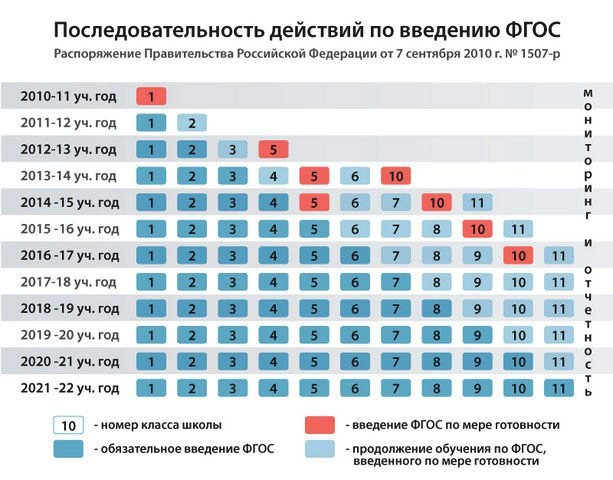 Последовательность действий по введению ФГОС
Распоряжение Правительства Российской Федерации от 7 сентября 2010 г. № 1507-р
2010-11 уч. год 1
2011-12 уч. год 1 2
2012-13 уч. год 1 2 3 5
2013-14 уч. год 1 2 3 4 5 6 10
2014 -15 уч. год 1 2 3 4 5 6 7 10 11
2015 -16 уч. год 1 2 3 4 5 6 7 8 9 10 11
2016 -17 уч. год 1 2 3 4 5 6 7 8 9 10 11
2017-18 уч. год 1 2 3 4 5 6 7 8 9 10 11
2018 -19 уч. год 1 2 3 4 5 6 7 8 9 10 11
2019 -20 уч. год 1 2 3 4 5 6 7 8 9 10 11
2020 -21 уч. год 1 2 3 4 5 6 7 8 9 10 11
2021 -22 уч. год 1 2 3 4 5 6 7 8 9 10 11
мониторинг и отчетность
10 - номер класса школы
- введение ФГОС по мере готовности
- обязательное введение ФГОС
- продолжение обучения по ФГОС,
введенного по мере готовности